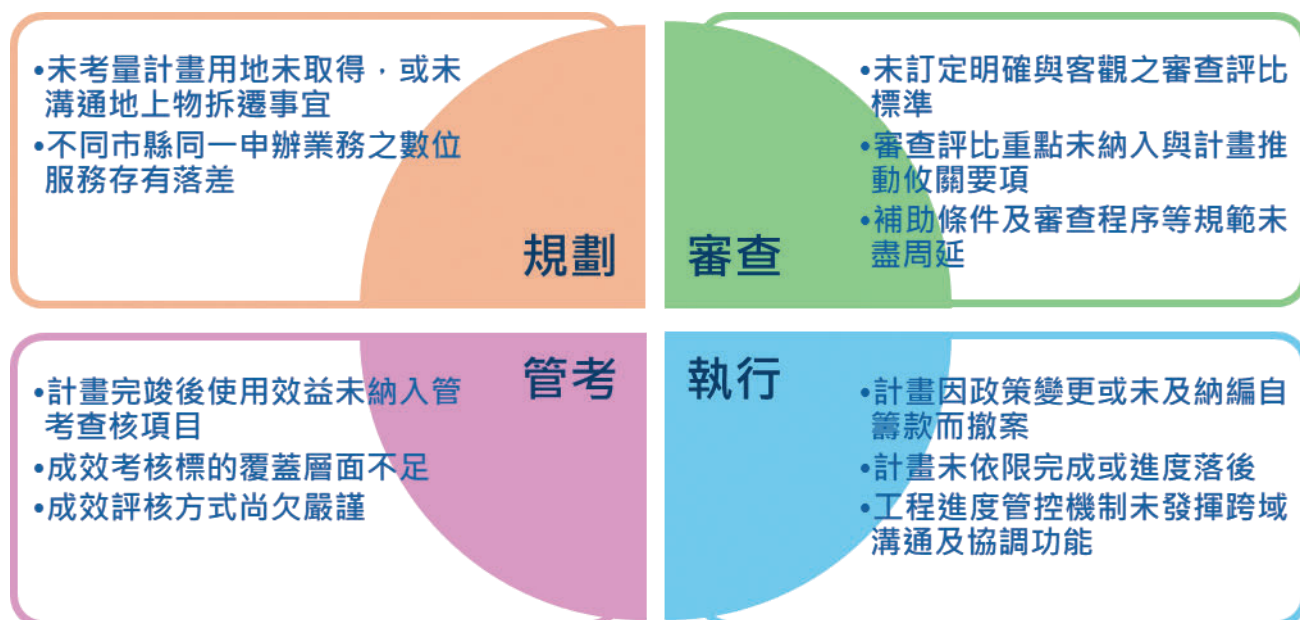 •未考量計畫用地未取得，或未
溝通地上物拆遷事宜
•不同市縣同一申辦業務之數位
服務存有落差
規劃
審查
•未訂定明確與客觀之審查評比
標準
•審查評比重點未納入與計畫推
動攸關要項
•補助條件及審查程序等規範未
盡周延
•計畫完竣後使用效益未納入管
考查核項目
•成效考核標的覆蓋層面不足
•成效評核方式尚欠嚴謹
管考
執行
•計畫因政策變更或未及納編自
籌款而撤案
•計畫未依限完成或進度落後
•工程進度管控機制未發揮跨域
溝通及協調功能